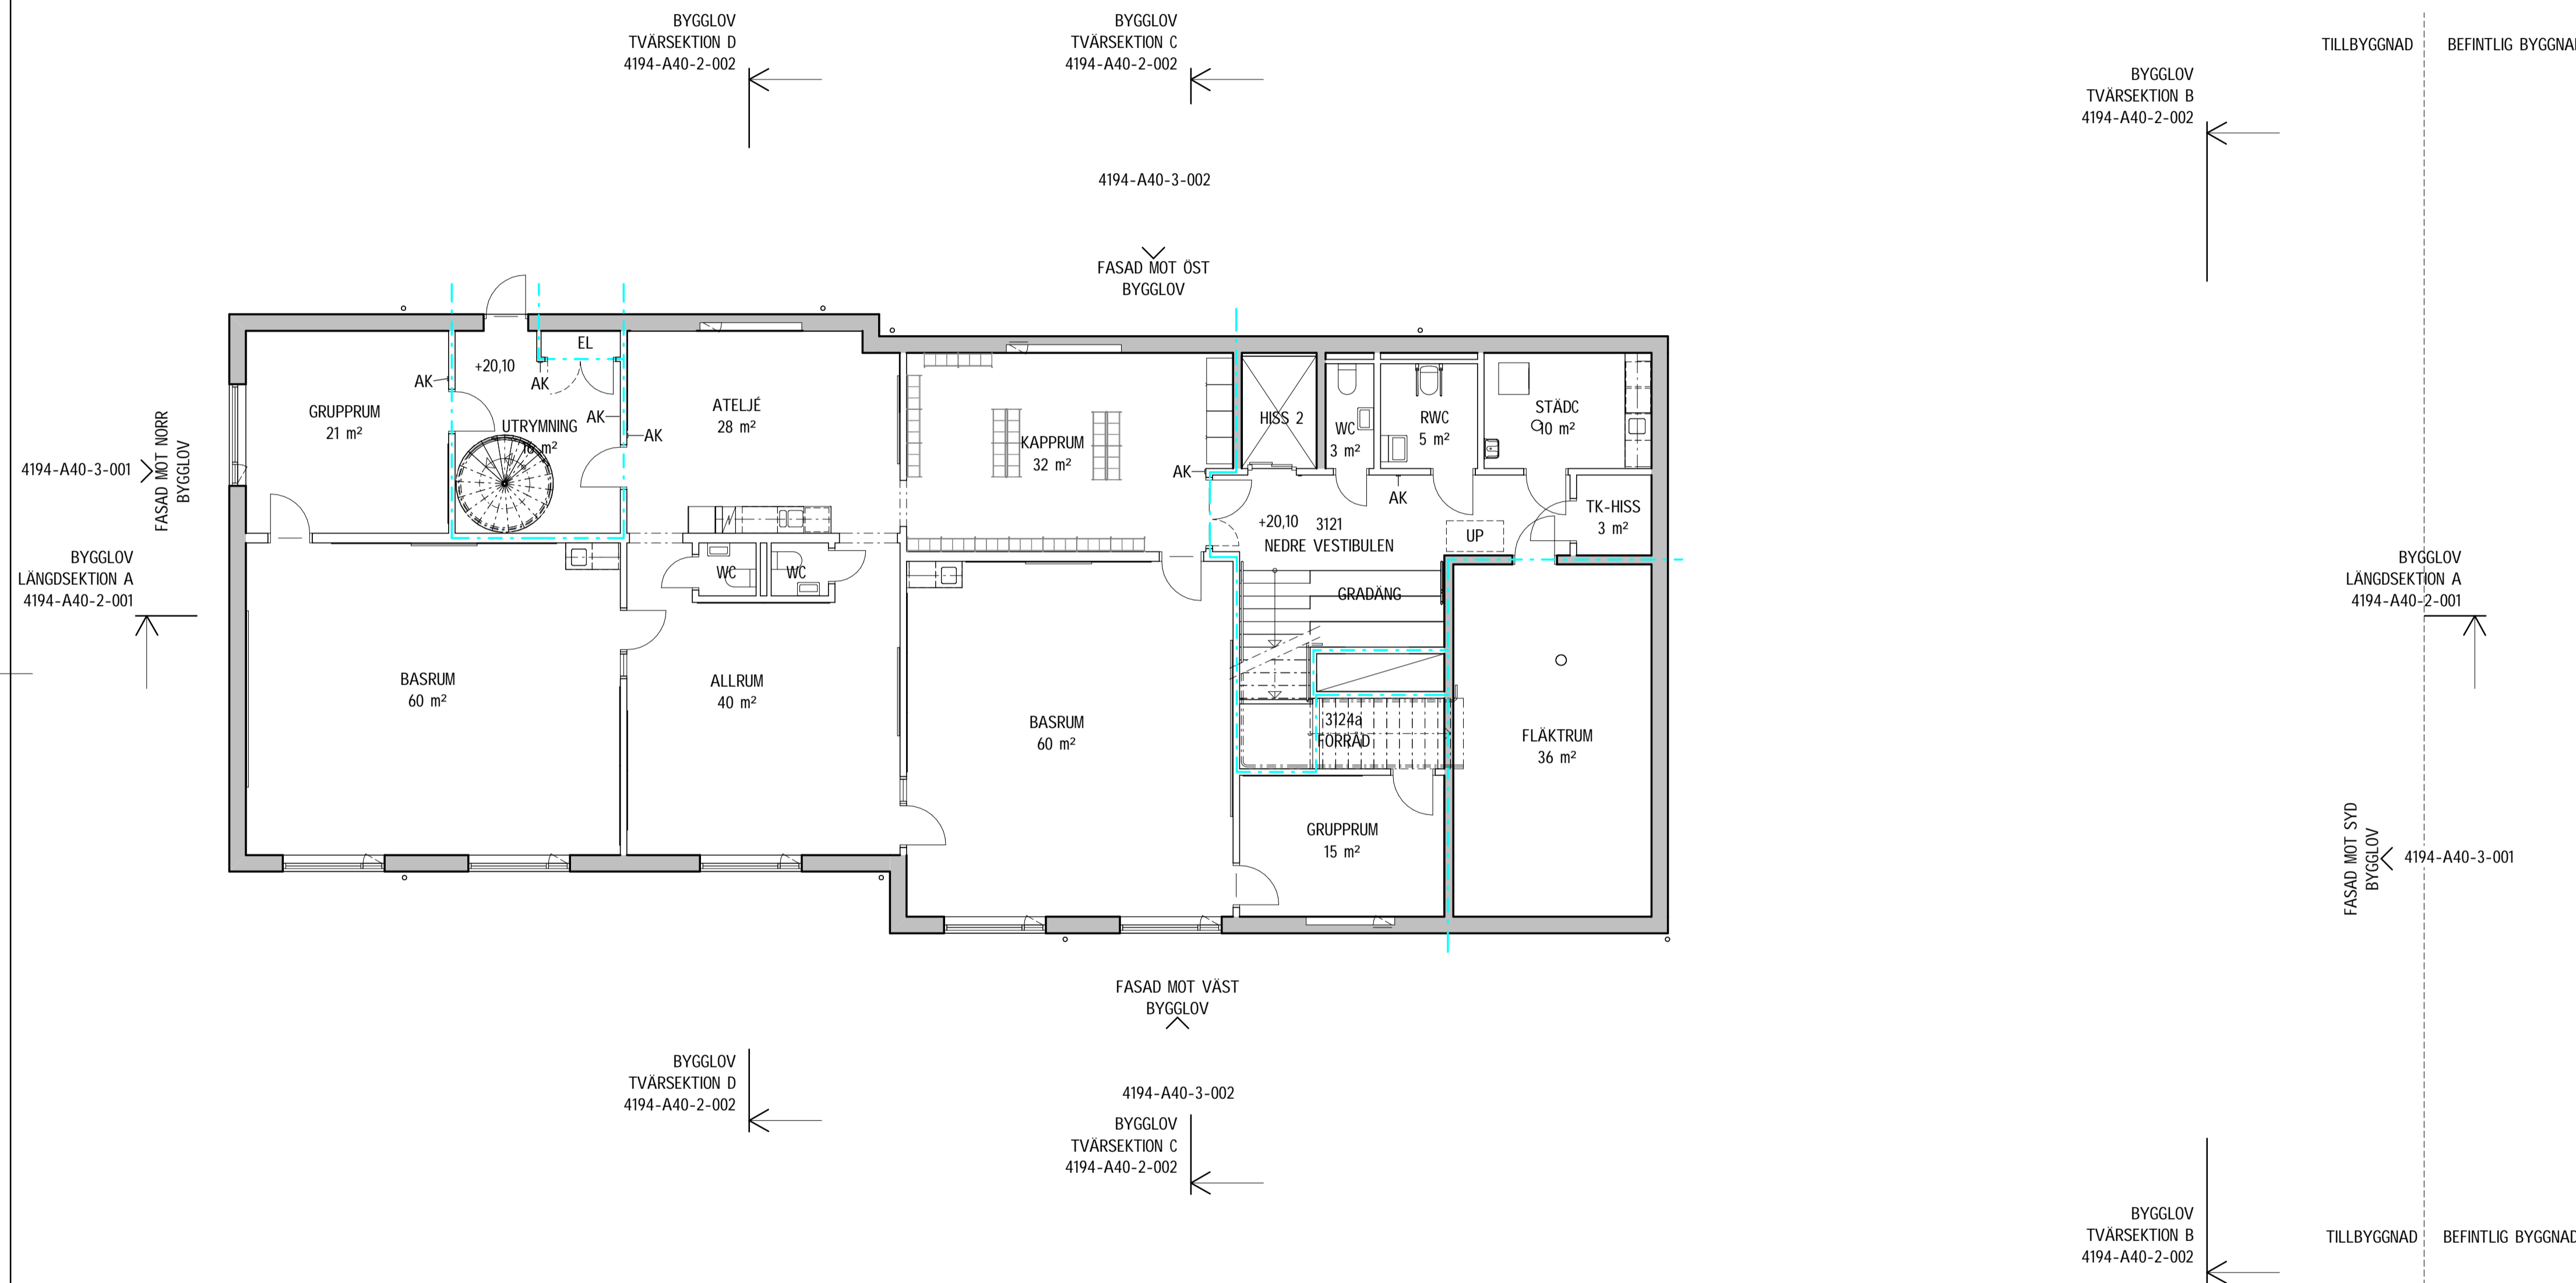 BYGGLOV
TVÄRSEKTION D
4194-A40-2-002
BYGGLOV
TVÄRSEKTION C
4194-A40-2-002
TILLBYGGNAD
BEFINTLIG BYGGNAD
BYGGLOV
TVÄRSEKTION B
4194-A40-2-002
4194-A40-3-002
FASAD MOT ÖST
BYGGLOV
EL
+20,10
AK
AK
GRUPPRUM
21 m²
AK
UTRYMNING
AK
ATELJÉ
28 m²
KAPPRUM
32 m²
AK
HISS 2
WC
3 m²
RWC
5 m²
STÄDC
10 m²
AK
TK-HISS
3 m²
4194-A40-3-001
FASAD MOT NORR
BYGGLOV
+20,10
3121
NEDRE VESTIBULEN
UP
BYGGLOV
LÄNGDSEKTION A
4194-A40-2-001
WC
WC
GRADÄNG
BYGGLOV
LÄNGDSEKTION A
4194-A40-2-001
BASRUM
60 m²
ALLRUM
40 m²
BASRUM
60 m²
3124a
FÖRRÅD
FLÄKTRUM
36 m²
GRUPPRUM
15 m²
FASAD MOT SYD
BYGGLOV
4194-A40-3-001
FASAD MOT VÄST
BYGGLOV
BYGGLOV
TVÄRSEKTION D
4194-A40-2-002
4194-A40-3-002
BYGGLOV
TVÄRSEKTION C
4194-A40-2-002
BYGGLOV
TVÄRSEKTION B
4194-A40-2-002
TILLBYGGNAD
BEFINTLIG BYGGNAD